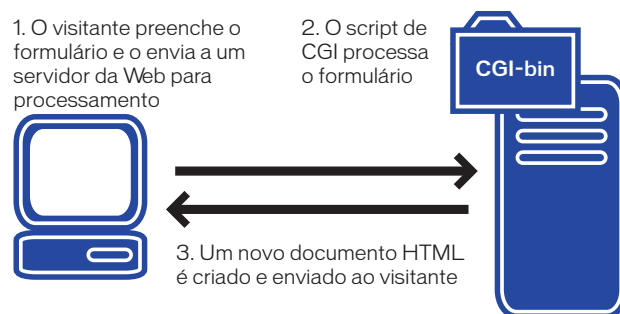 1. O visitante preenche o
formulário e o envia a um
servidor da Web para
processamento
2. O script de
CGI processa
o formulário
CGI-bin
3. Um novo documento HTML
é criado e enviado ao visitante